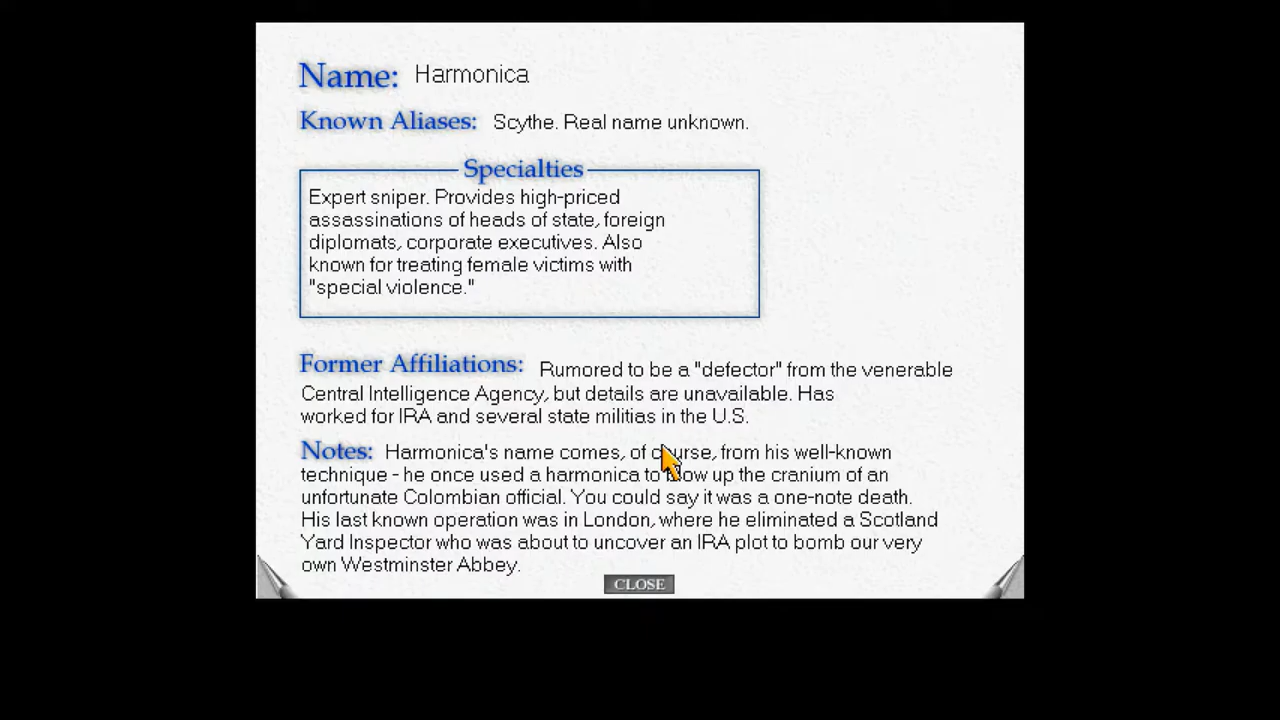 Name: Harmonica
Known Aliases: Scythe. Real name unknown.
Specialties
Expert sniper. Provides high-priced
assassinations of heads of state, foreign
diplomats, corporate executives. Also
known for treating female victims with
"special violence."
Former Affiliations: Rumored to be a "defector" from the venerable
Central Intelligence Agency, but details are unavailable. Has
worked for IRA and several state militias in the U.S.
Notes: Harmonica's name comes, of course, from his well-known
technique - he once used a harmonica to blow up the cranium of an
unfortunate Colombian official. You could say it was a one-note death.
His last known operation was in London, where he eliminated a Scotland
Yard Inspector who was about to uncover an IRA plot to bomb our very
own Westminster Abbey.
CLOSE